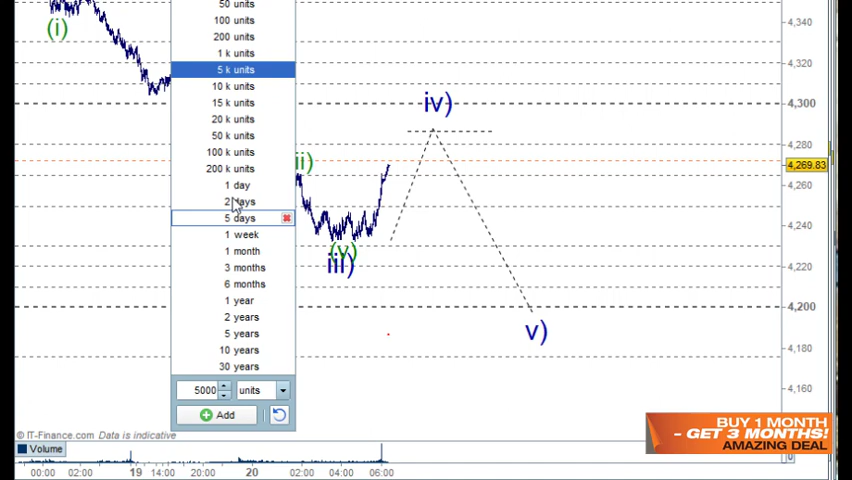 50 units
100 units
200 units
1 k units
5 k units
10 k units
15 k units
20 k units
50 k units
100 k units
200 k units
1 day
2 days
5 days
1 week
1 month
3 months
6 months
1 year
2 years
5 years
10 years
30 years
5000 units
Add
(i)
ii)
(v)
iii)
iv)
v)
4,340
4,320
4,300
4,280
4,269.83
4,260
4,240
4,220
4,200
4,180
4,160
BUY 1 MONTH
- GET 3 MONTHS!
AMAZING DEAL
© IT-Finance.com Data is indicative
Volume
0
00:00 02:00 19 14:00 20:00 20 02:00 04:00 06:00